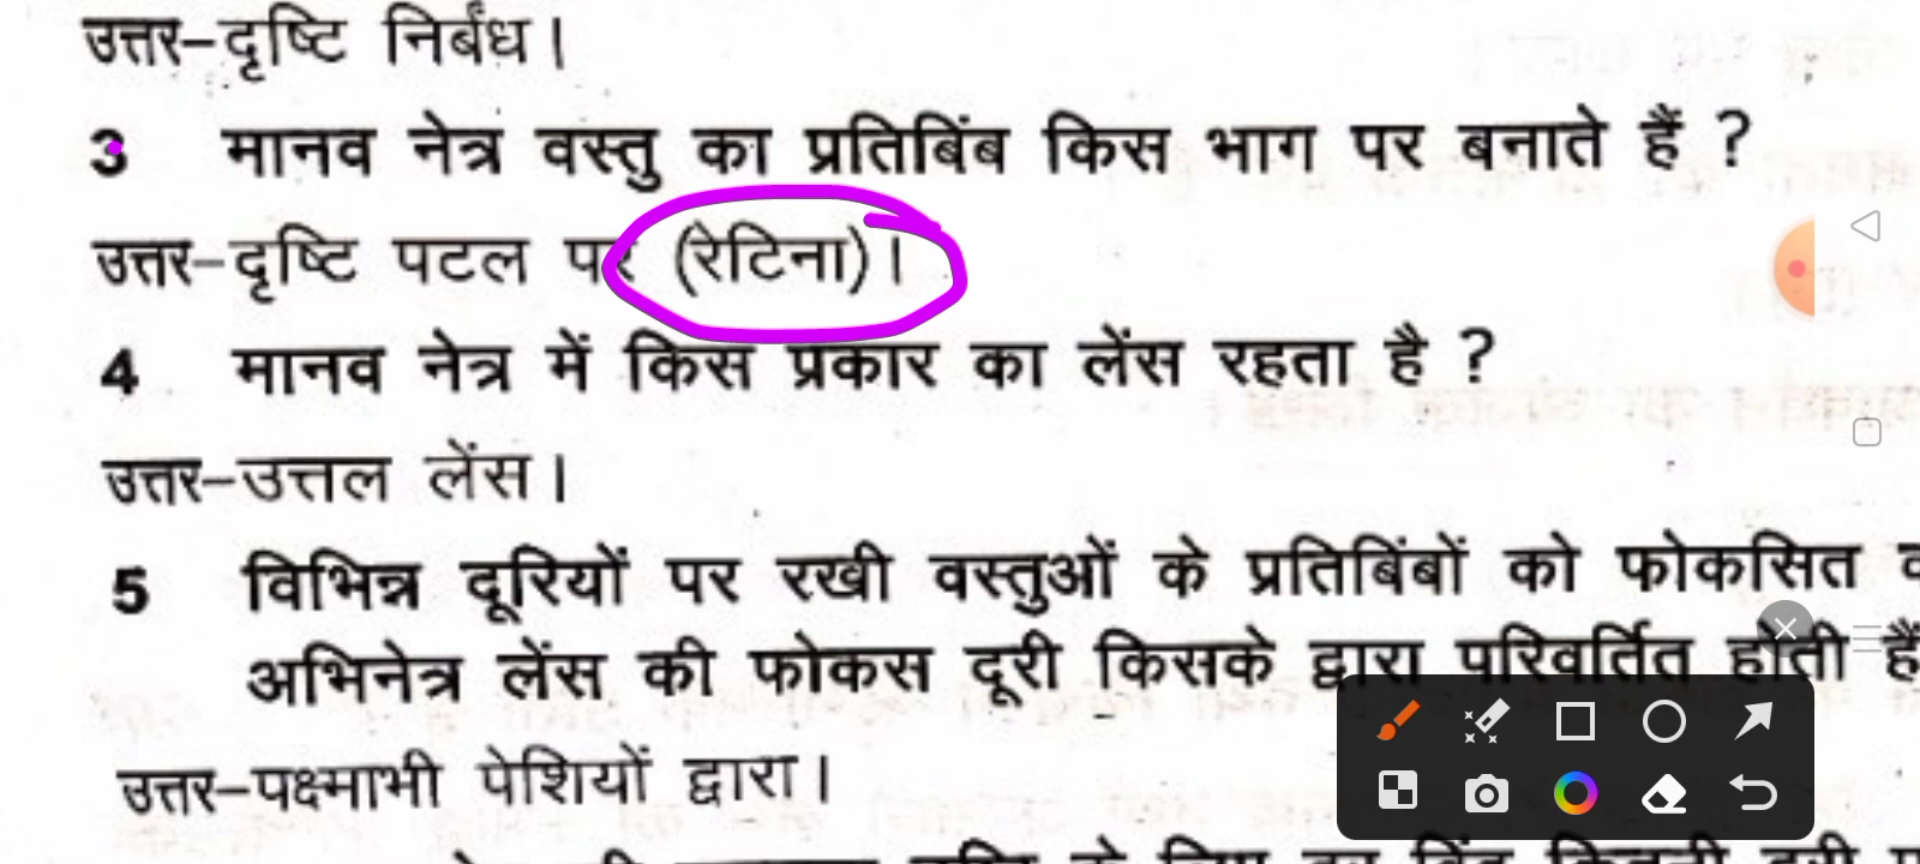 उत्तर–दृष्टि निर्बंध।
3 मानव नेत्र वस्तु का प्रतिबिंब किस भाग पर बनाते हैं ?
उत्तर–दृष्टि पटल पर (रेटिना)।
4 मानव नेत्र में किस प्रकार का लेंस रहता है ?
उत्तर–उत्तल लेंस।
5 विभिन्न दूरियों पर रखी वस्तुओं के प्रतिबिंबों को फोकसित
अभिनेत्र लेंस की फोकस दूरी किसके द्वारा परिवर्तित होती हैं
उत्तर–पक्ष्माभी पेशियों द्वारा।